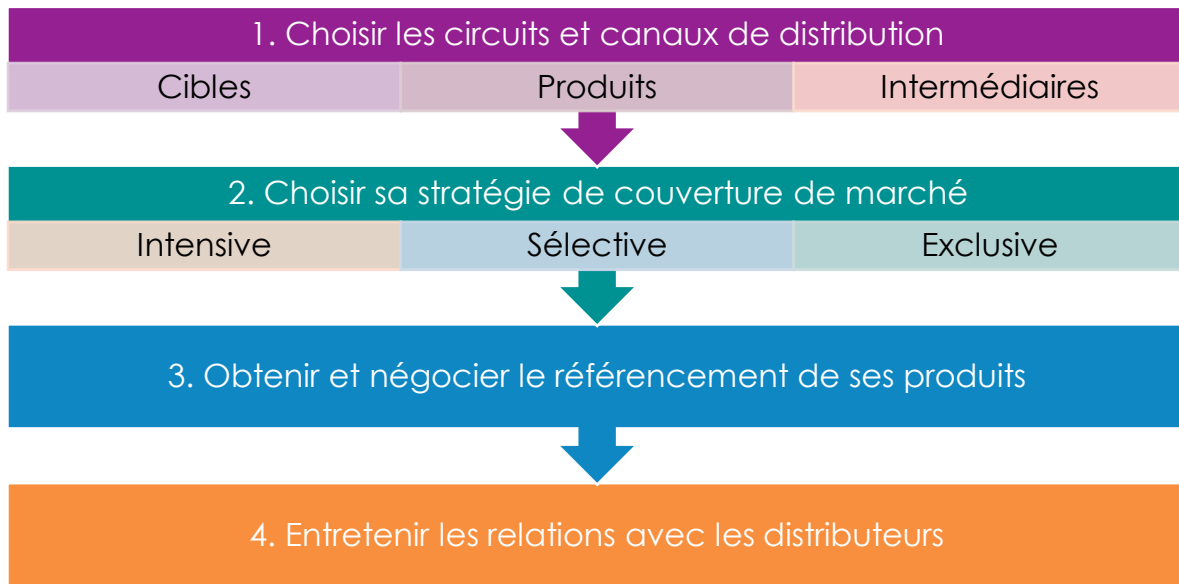 1. Choisir les circuits et canaux de distribution
Cibles
Produits
Intermédiaires
2. Choisir sa stratégie de couverture de marché
Intensive
Sélective
Exclusive
3. Obtenir et négocier le référencement de ses produits
4. Entretenir les relations avec les distributeurs